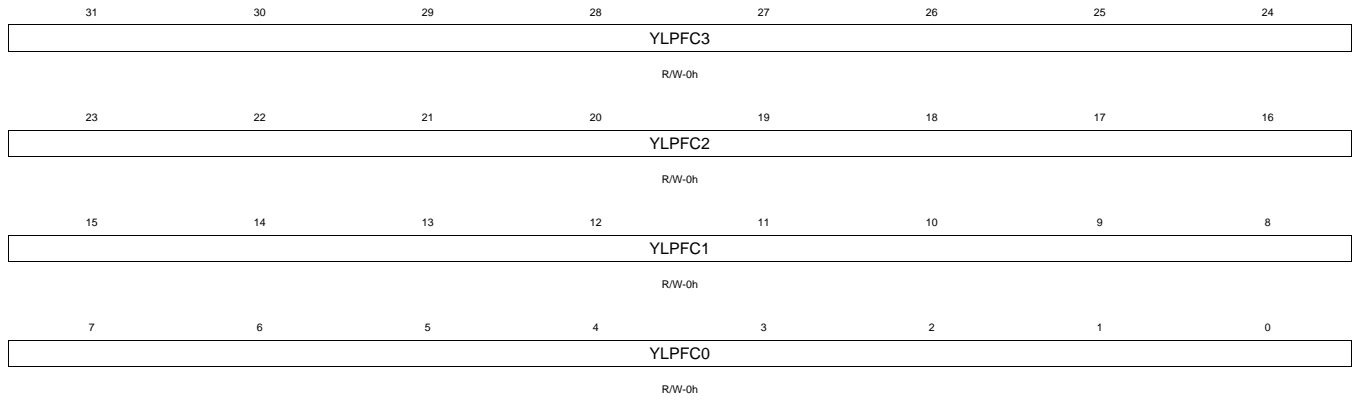 31 30 29 28 27 26 25 24
YLPFC3
R/W-0h
23 22 21 20 19 18 17 16
YLPFC2
R/W-0h
15 14 13 12 11 10 9 8
YLPFC1
R/W-0h
7 6 5 4 3 2 1 0
YLPFC0
R/W-0h